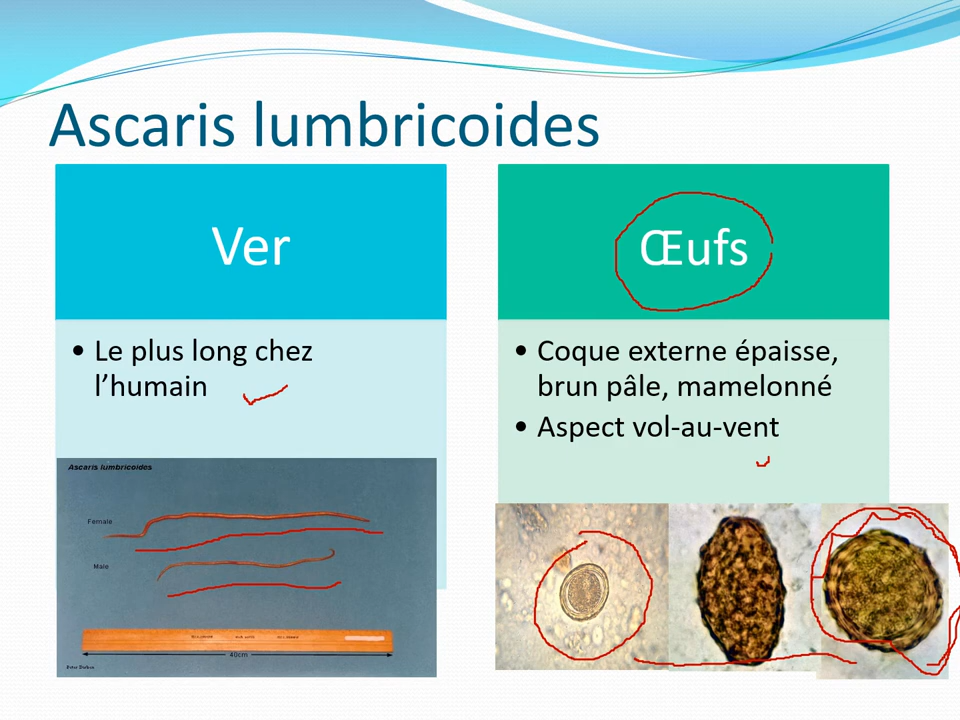 Ascaris lumbricoides
Ver
• Le plus long chez
l’humain
Ascaris lumbricoides
Female
Male
40cm
Œufs
• Coque externe épaisse,
brun pâle, mamelonné
• Aspect vol-au-vent